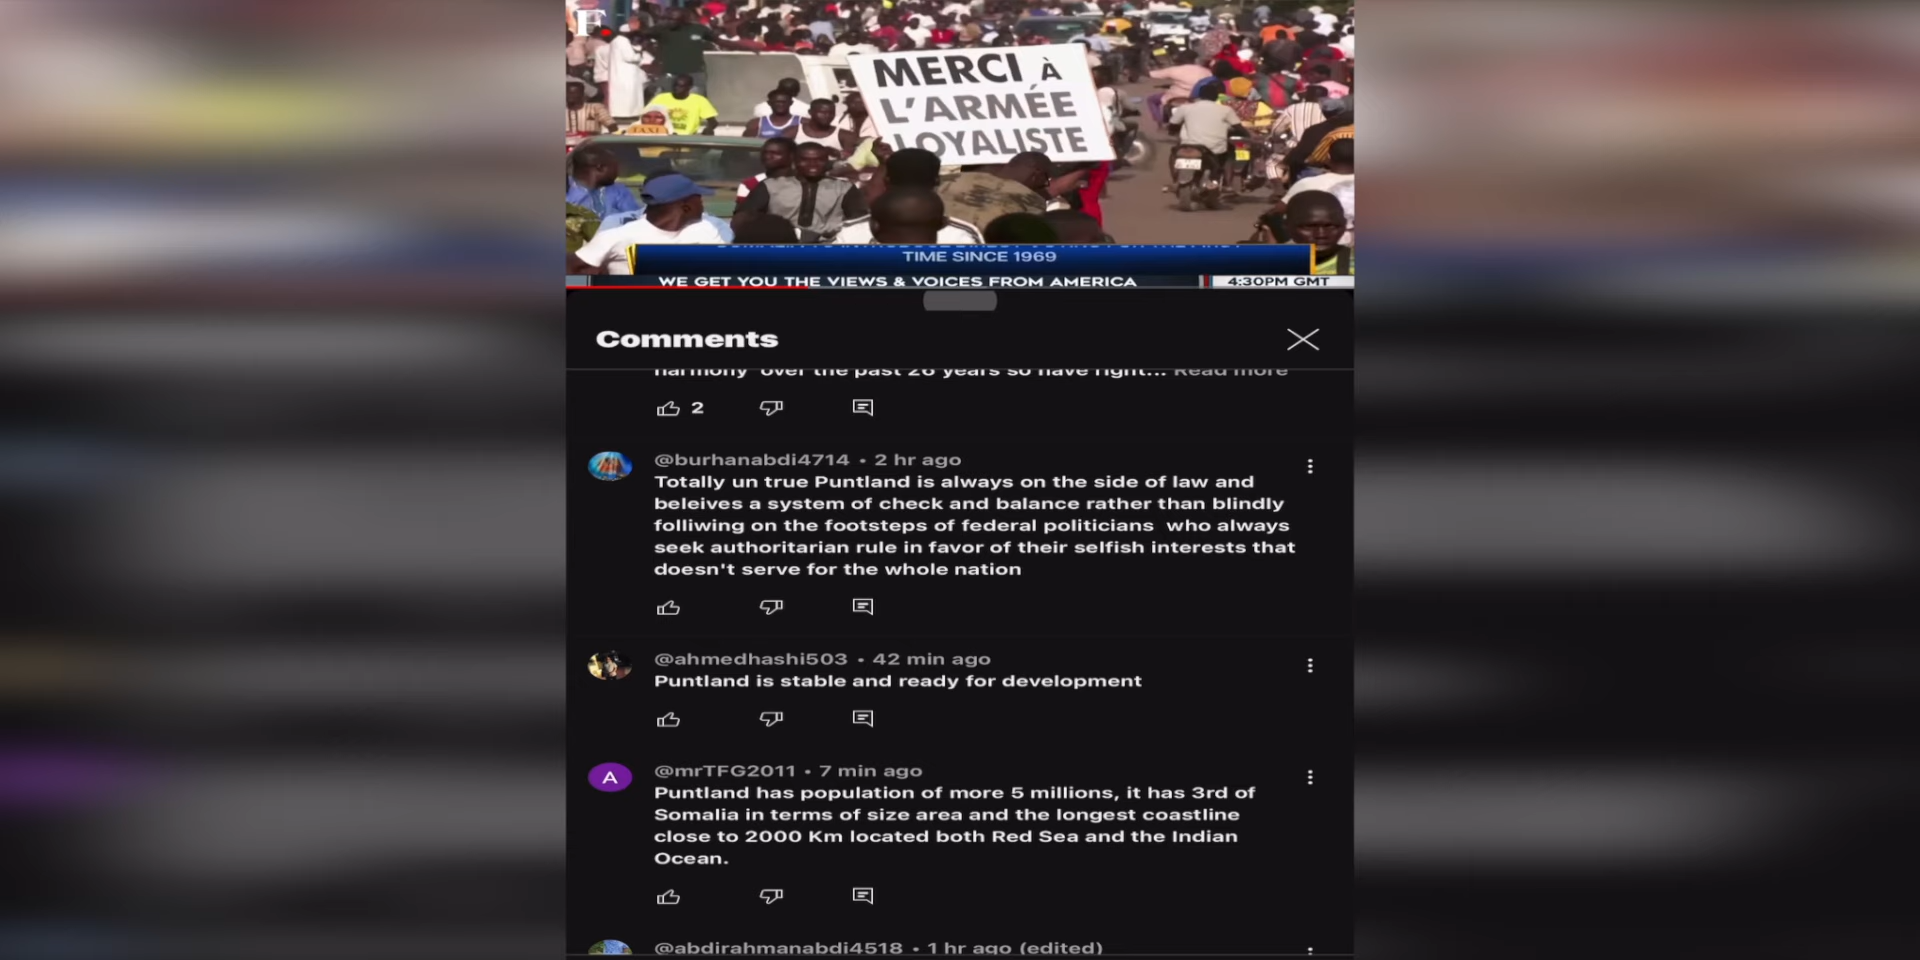 F.
MERCI À
L'ARMÉE
LOYALISTE
TAXI
TIME SINCE 1969
WE GET YOU THE VIEWS & VOICES FROM AMERICA
4:30PM GMT
Comments
harmony over the past 26 years so have right... Read more
2
@burhanabdi4714 • 2 hr ago
Totally un true Puntland is always on the side of law and
beleives a system of check and balance rather than blindly
folliwing on the footsteps of federal politicians who always
seek authoritarian rule in favor of their selfish interests that
doesn't serve for the whole nation
@ahmedhashi503 • 42 min ago
Puntland is stable and ready for development
A
@mrTFG2011 • 7 min ago
Puntland has population of more 5 millions, it has 3rd of
Somalia in terms of size area and the longest coastline
close to 2000 Km located both Red Sea and the Indian
Ocean.
@abdirahmanabdi4518 • 1 hr ago (edited)